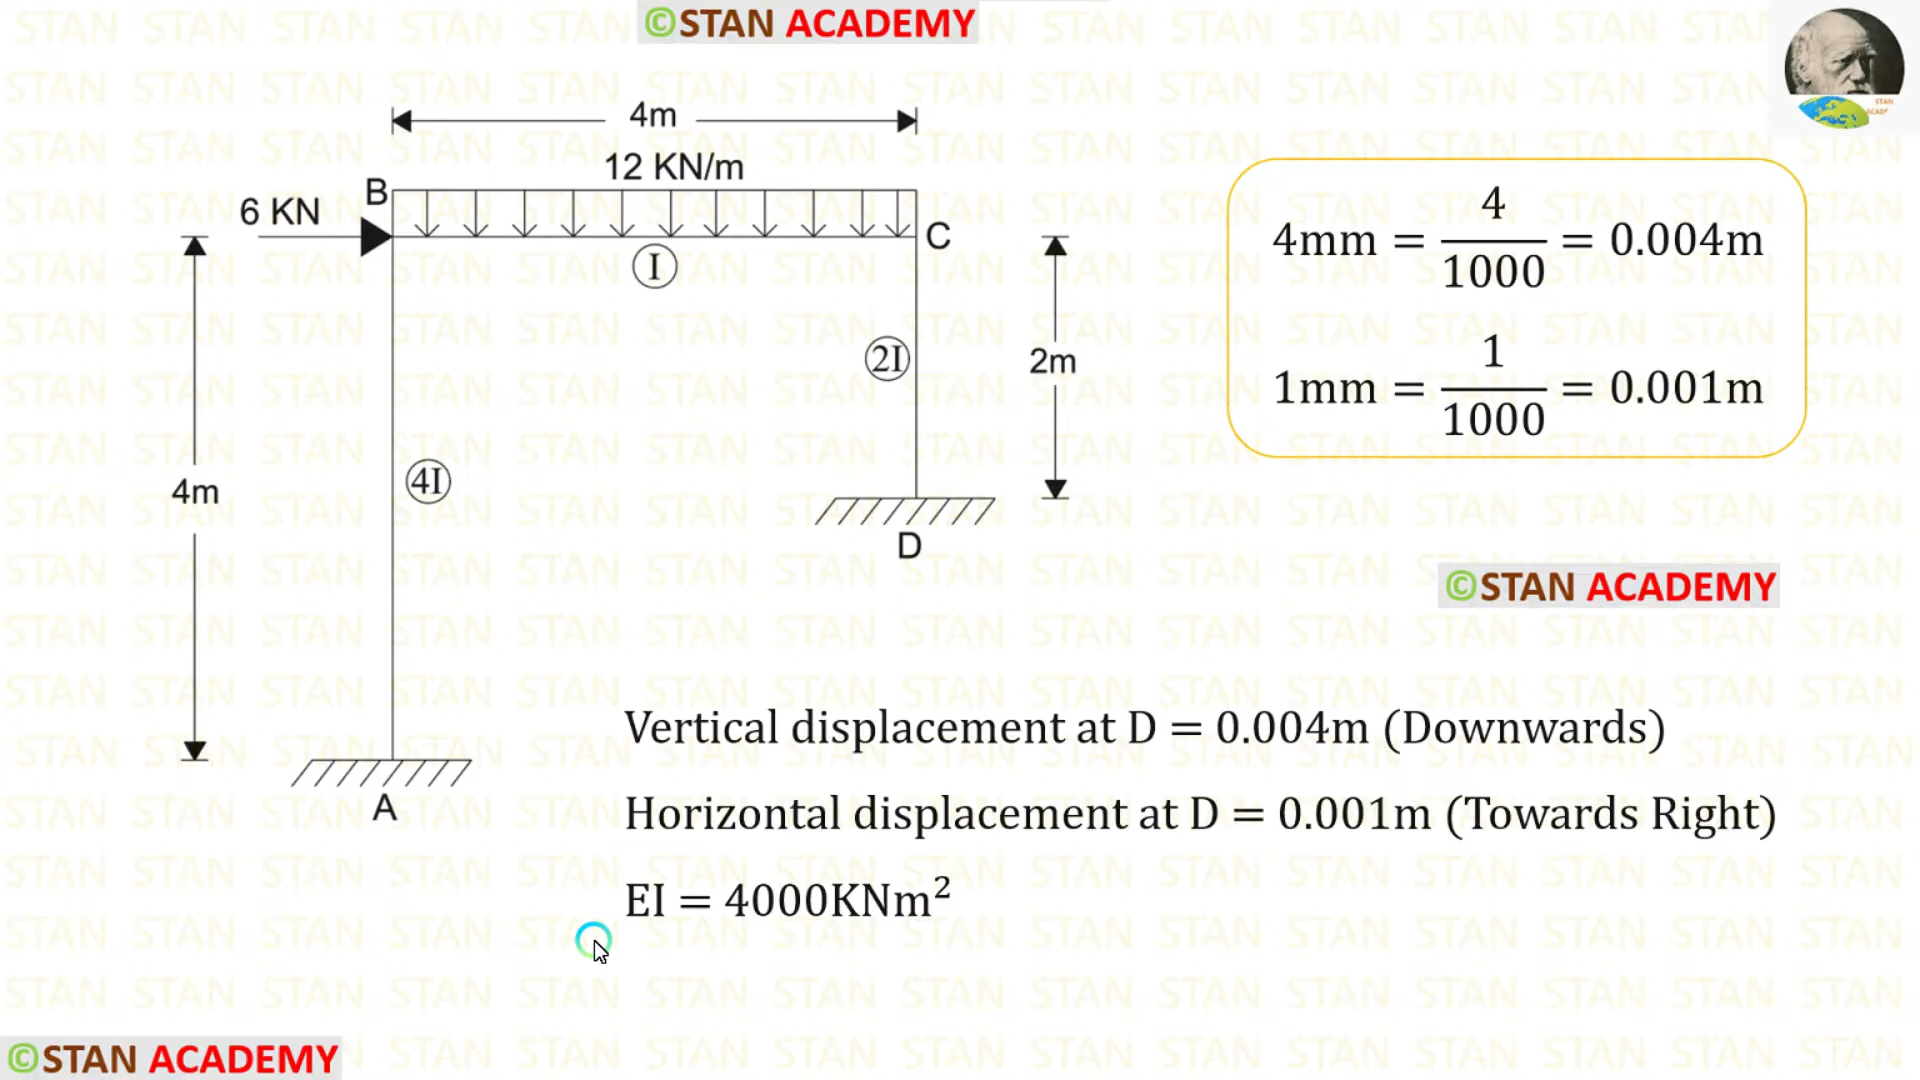 ©STAN ACADEMY
4m
12 KN/m
B
6 KN
C
I
4mm = 4/1000 = 0.004m
1mm = 1/1000 = 0.001m
2I
2m
4I
4m
D
A
©STAN ACADEMY
Vertical displacement at D = 0.004m (Downwards)
Horizontal displacement at D = 0.001m (Towards Right)
EI = 4000KNm²
©STAN ACADEMY